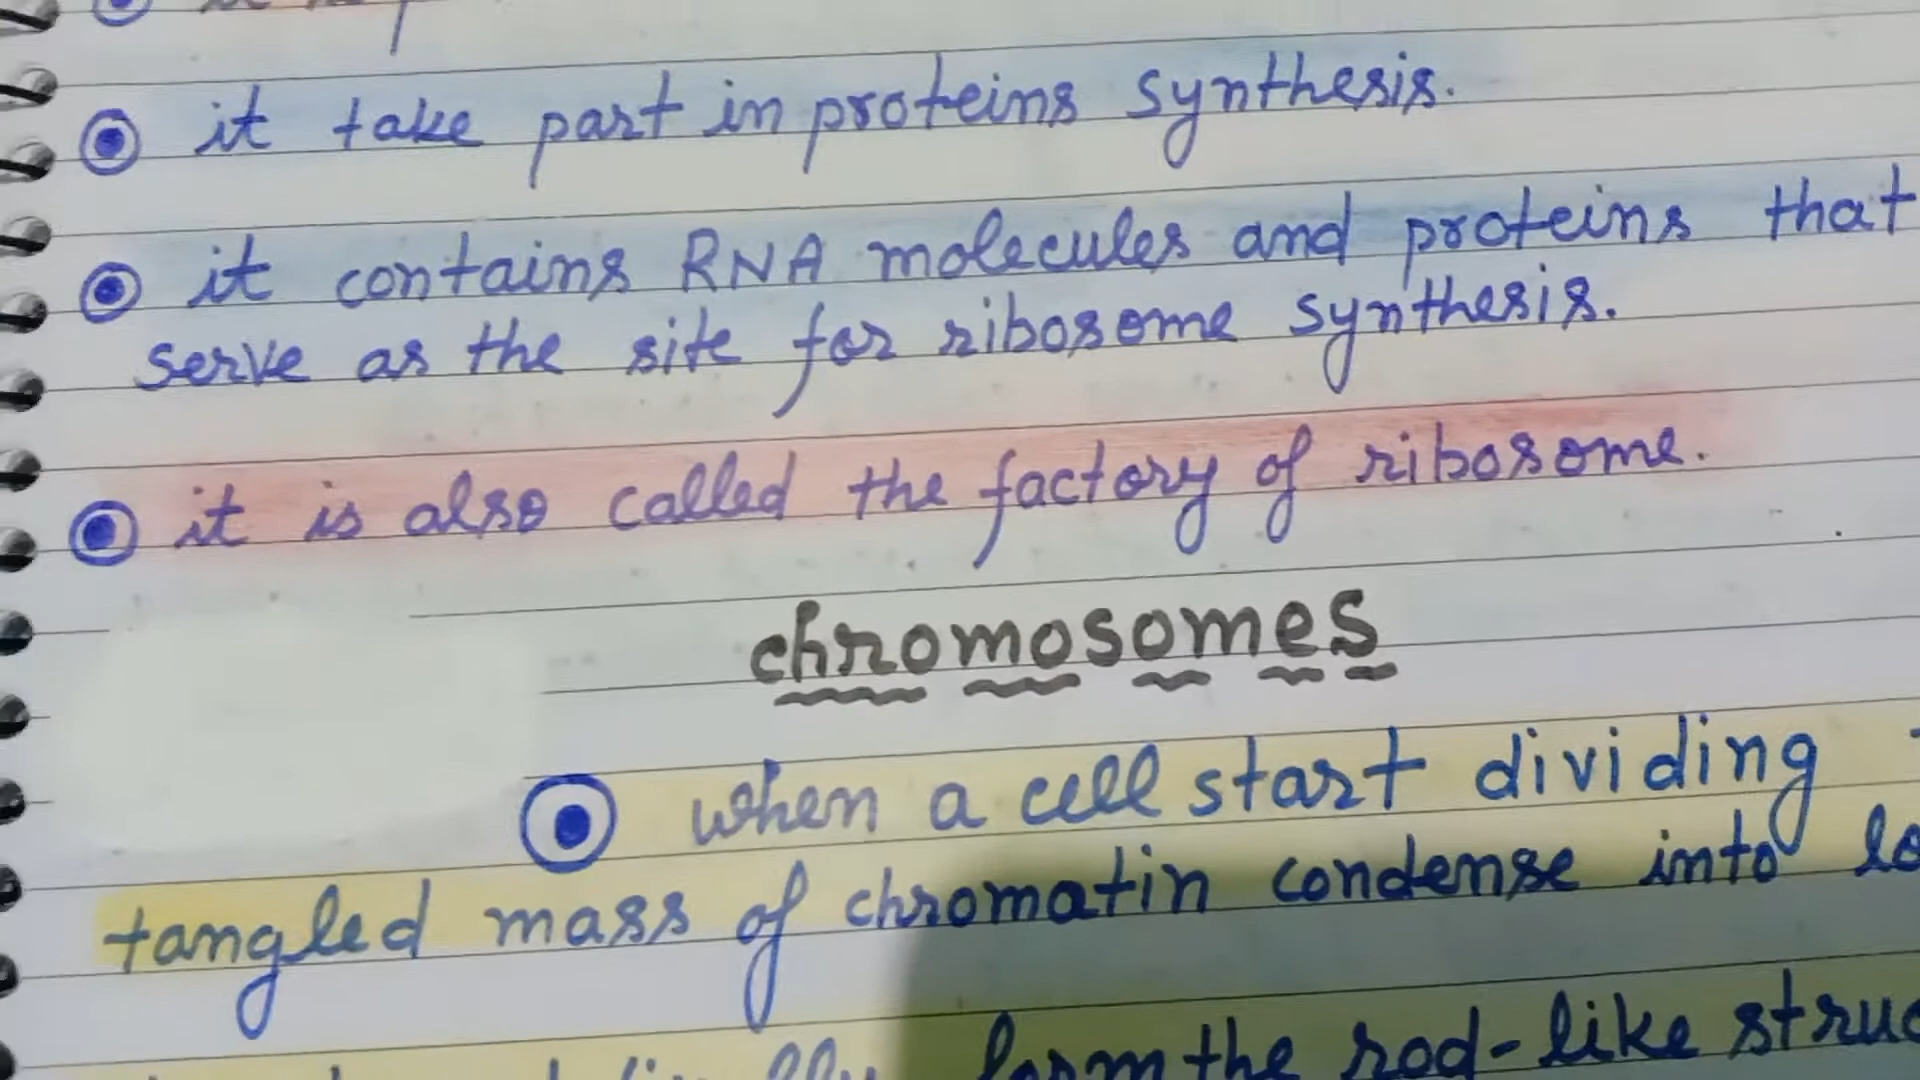 it take part in proteins synthesis.
it contains RNA molecules and proteins that
serve as the site for ribosome synthesis.
it is also called the factory of ribosome.
chromosomes
when a cell start dividing
tangled mass of chromatin condense into
form the rod-like